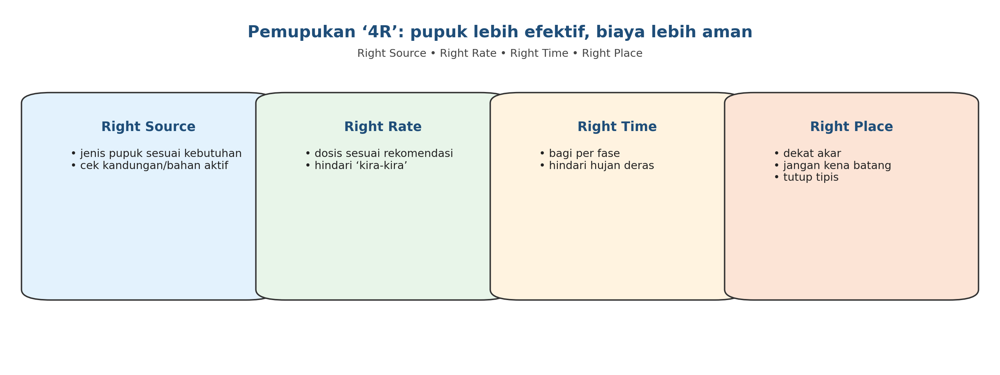 Pemupukan ‘4R’: pupuk lebih efektif, biaya lebih aman
Right Source • Right Rate • Right Time • Right Place
Right Source
• jenis pupuk sesuai kebutuhan
• cek kandungan/bahan aktif
Right Rate
• dosis sesuai rekomendasi
• hindari ‘kira-kira’
Right Time
• bagi per fase
• hindari hujan deras
Right Place
• dekat akar
• jangan kena batang
• tutup tipis